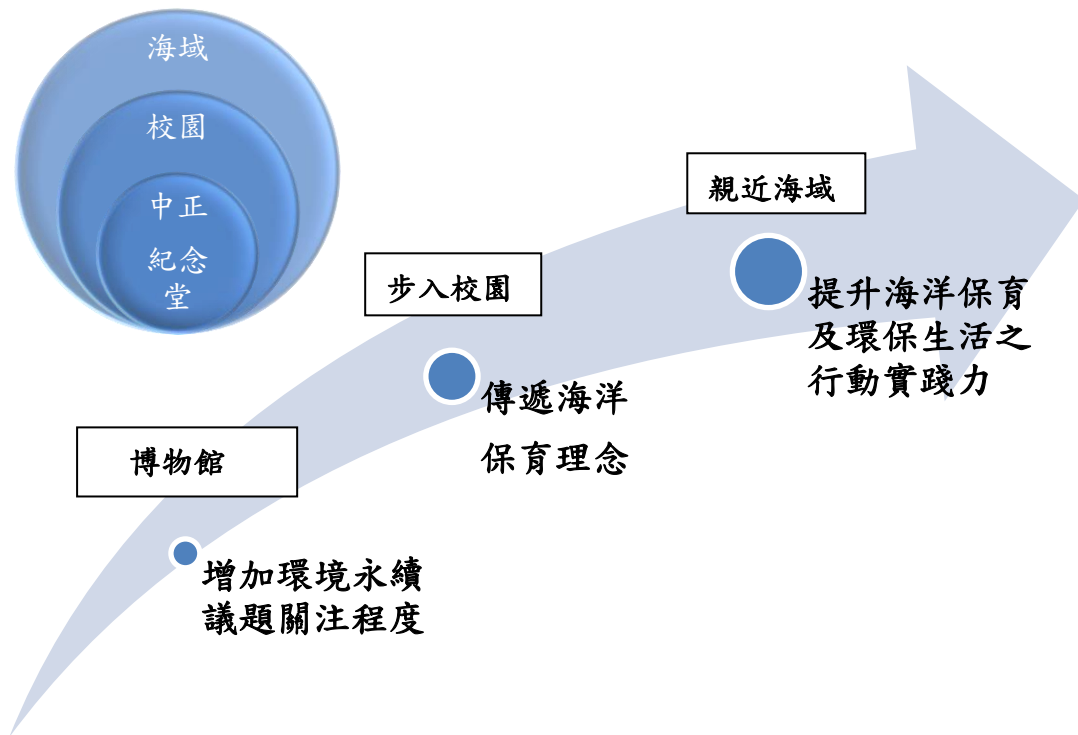 海域
校園
中正
紀念
堂
親近海域
提升海洋保育
及環保生活之
行動實踐力
步入校園
傳遞海洋
保育理念
博物館
增加環境永續
議題關注程度